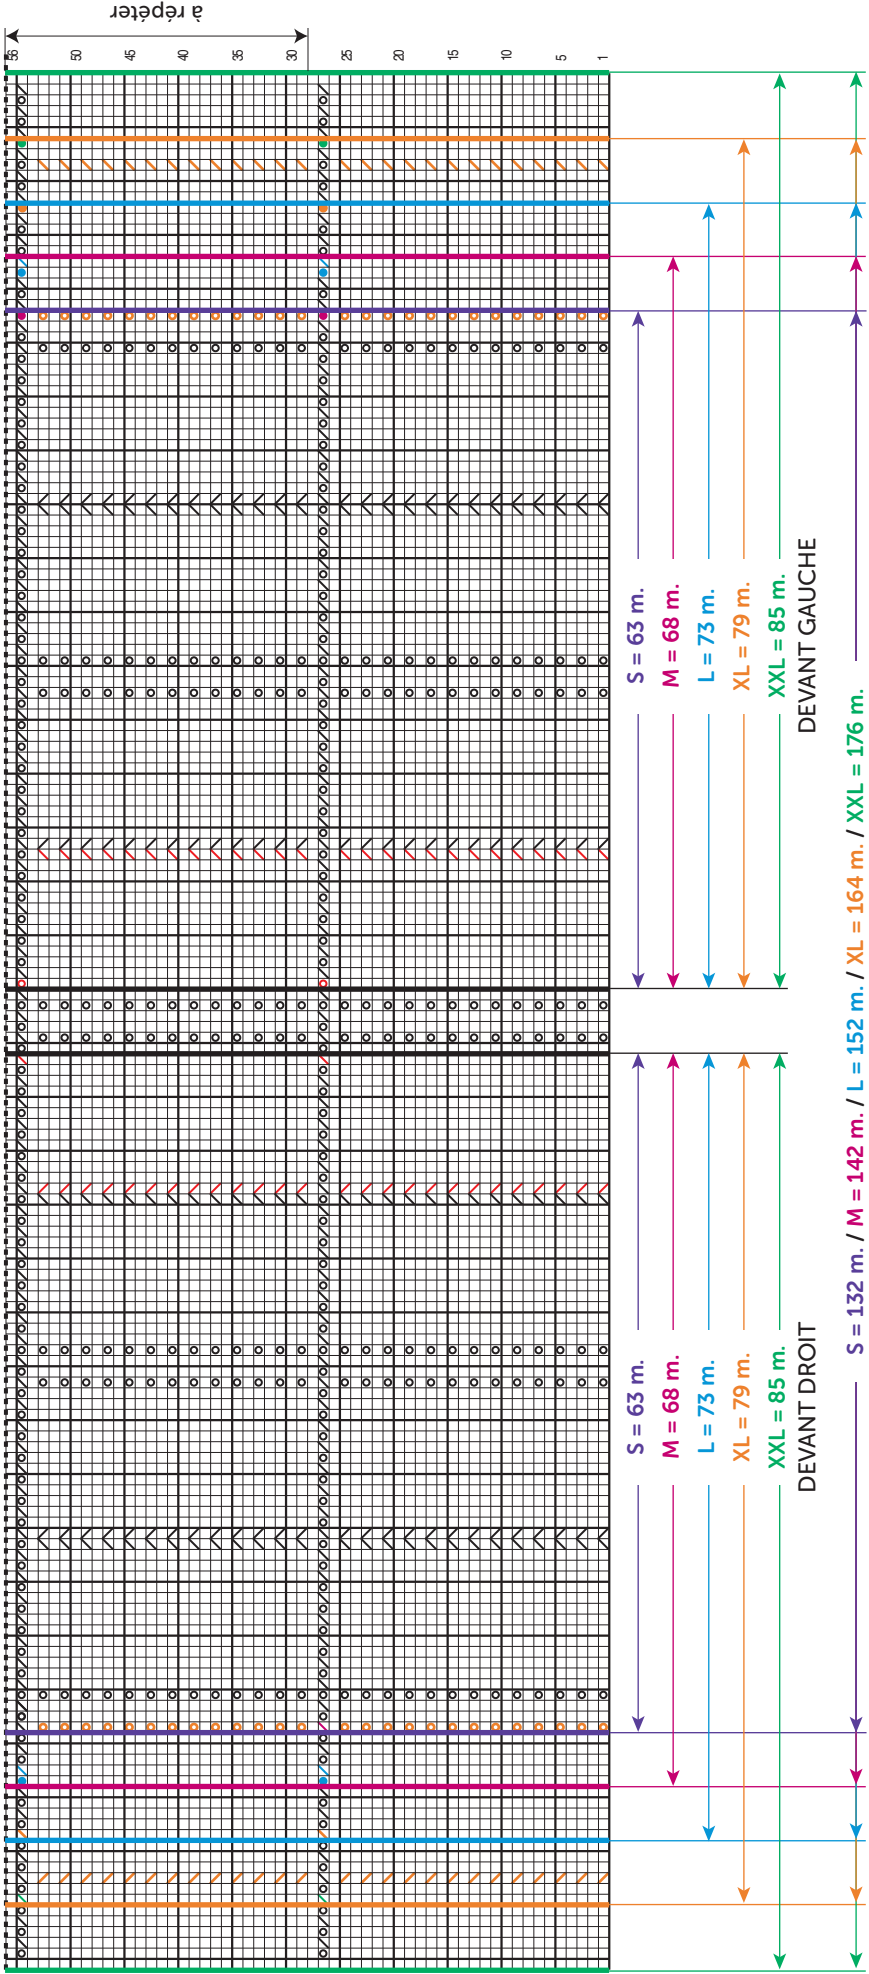 à répéter
56
50
45
40
35
30
25
20
15
10
5
1
S = 63 m.
M = 68 m.
L = 73 m.
XL = 79 m.
XXL = 85 m.
DEVANT DROIT
S = 63 m.
M = 68 m.
L = 73 m.
XL = 79 m.
XXL = 85 m.
DEVANT GAUCHE
S = 132 m. / M = 142 m. / L = 152 m. / XL = 164 m. / XXL = 176 m.